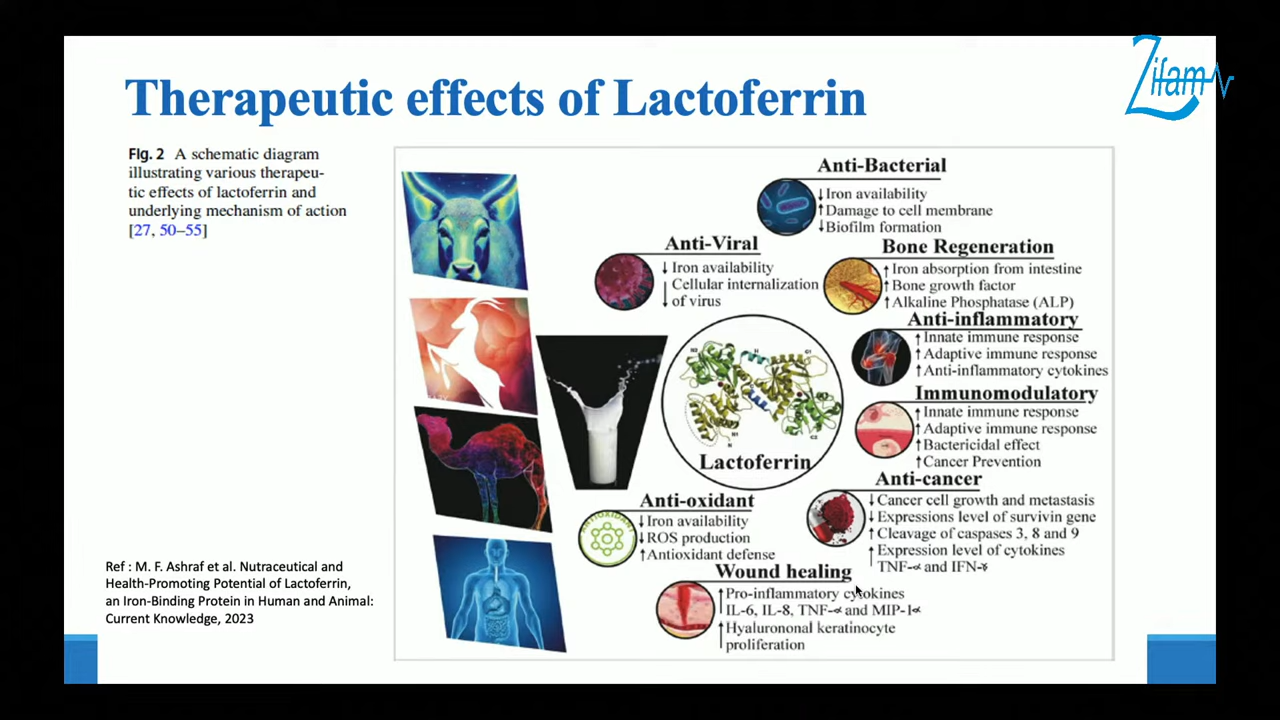 Therapeutic effects of Lactoferrin
Zifam
Fig. 2 A schematic diagram
illustrating various therapeu-
tic effects of lactoferrin and
underlying mechanism of action
[27, 50–55]
Anti-Bacterial
↓Iron availability
↑Damage to cell membrane
↓Biofilm formation
Anti-Viral
↓ Iron availability
↓ Cellular internalization
of virus
Bone Regeneration
↑Iron absorption from intestine
↑Bone growth factor
↑Alkaline Phosphatase (ALP)
Anti-inflammatory
↑Innate immune response
↑Adaptive immune response
↑Anti-inflammatory cytokines
Immunomodulatory
↑Innate immune response
↑Adaptive immune response
↑Bactericidal effect
↑Cancer Prevention
Lactoferrin
N2
H
C1
N1
N
C2
Anti-cancer
↓Cancer cell growth and metastasis
↓Expressions level of survivin gene
↑Cleavage of caspases 3, 8 and 9
↑Expression level of cytokines
TNF-α and IFN-γ
Anti-oxidant
ANTIOXIDANT
↓Iron availability
↓ROS production
↑Antioxidant defense
Wound healing
↑Pro-inflammatory cytokines
IL-6, IL-8, TNF-α and MIP-1α
↑Hyalurononal keratinocyte
proliferation
Ref : M. F. Ashraf et al. Nutraceutical and
Health-Promoting Potential of Lactoferrin,
an Iron-Binding Protein in Human and Animal:
Current Knowledge, 2023